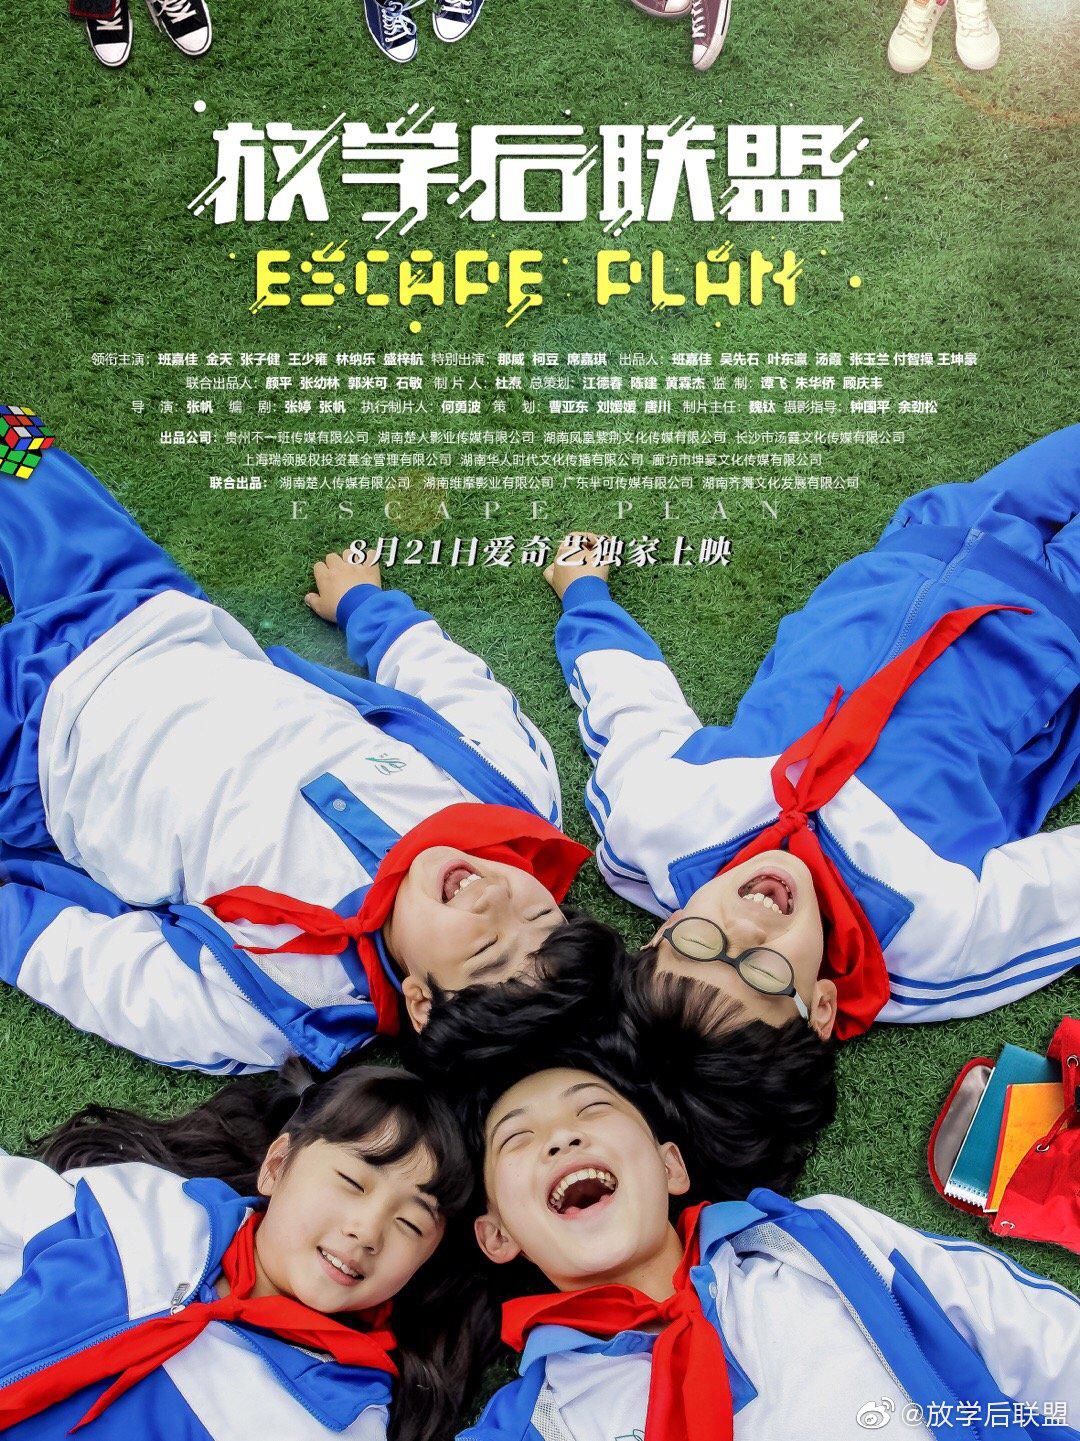 放学后联盟
ESCAPE PLAN
领衔主演：班嘉佳 金天 张子健 王少雍 林纳乐 盛梓航 特别出演：那威 柯豆 席嘉琪 出品人：班嘉佳 吴先石 叶东瀛 汤霞 张玉兰 付智操 王坤豪
联合出品人：颜平 张幼林 郭米可 石敏 制片人：杜焘 总策划：江德春 陈建 黄霖杰 监制：谭飞 朱华侨 顾庆丰
导演：张帆 编剧：张婷 张帆 执行制片人：何勇波 策划：曹亚东 刘媛媛 唐川 制片主任：魏钛 摄影指导：钟国平 余劲松
出品公司：贵州不一班传媒有限公司 湖南楚人影业传媒有限公司 湖南凤凰紫荆文化传媒有限公司 长沙市汤霞文化传媒有限公司
上海瑞领股权投资基金管理有限公司 湖南华人时代文化传播有限公司 廊坊市坤豪文化传媒有限公司
联合出品：湖南楚人传媒有限公司 湖南维摩影业有限公司 广东芈可传媒有限公司 湖南齐舞文化发展有限公司
ESCAPE PLAN
8月21日爱奇艺独家上映
@放学后联盟